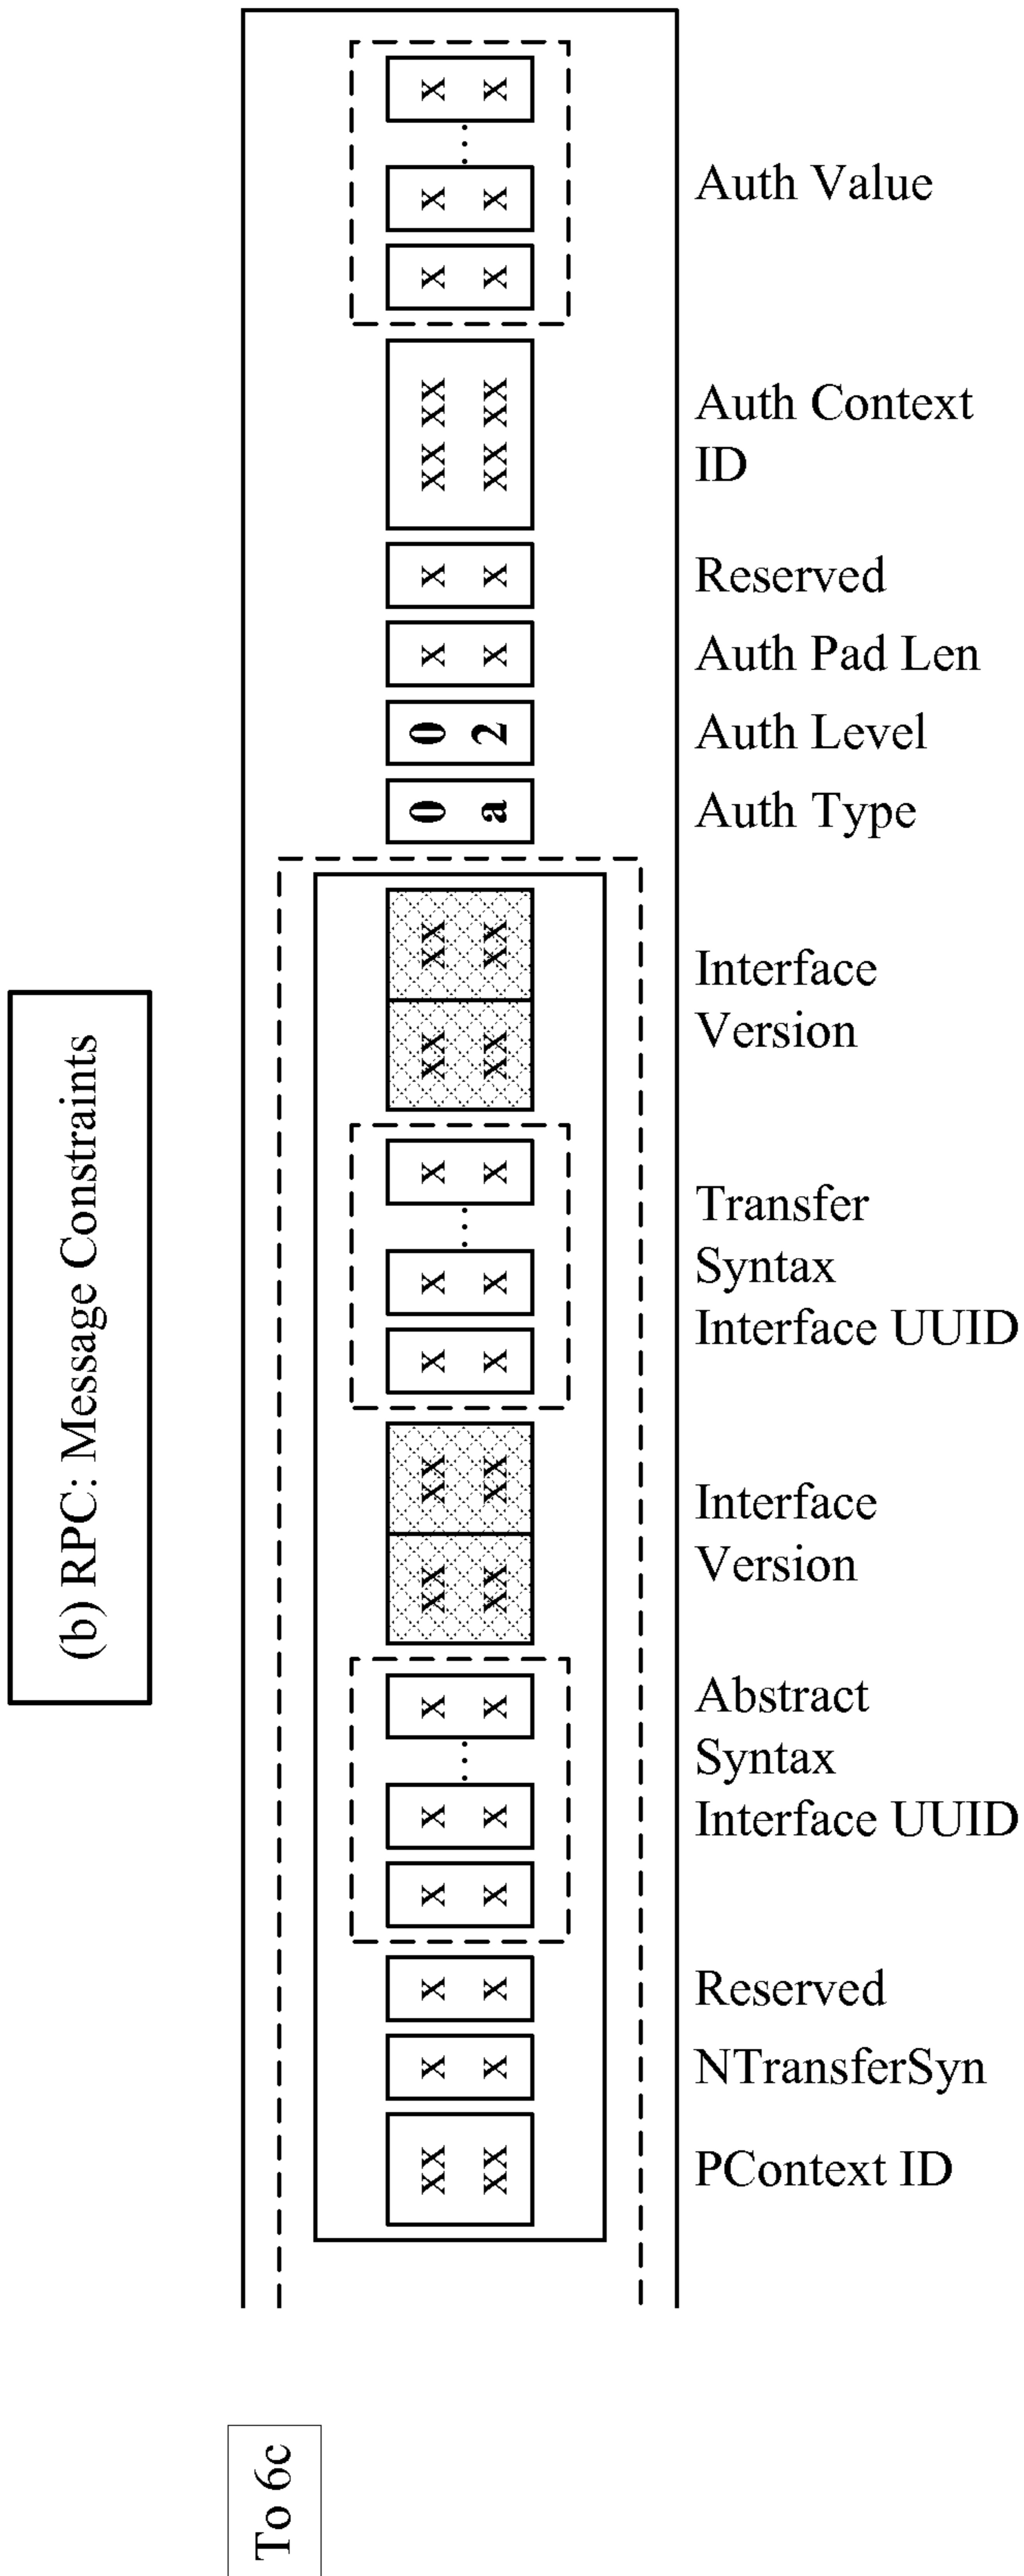 (b) RPC: Message Constraints
x
x
...
x
x
x
x
Auth Value
xx xx
xx xx
Auth Context
ID
x
x
Reserved
x
x
Auth Pad Len
0
2
Auth Level
0
a
Auth Type
xx
xx
xx
xx
Interface
Version
x
x
...
x
x
x
x
Transfer
Syntax
Interface UUID
xx
xx
xx
xx
Interface
Version
x
x
...
x
x
x
x
Abstract
Syntax
Interface UUID
x
x
Reserved
x
x
NTransferSyn
xx
xx
PContext ID
To 6c